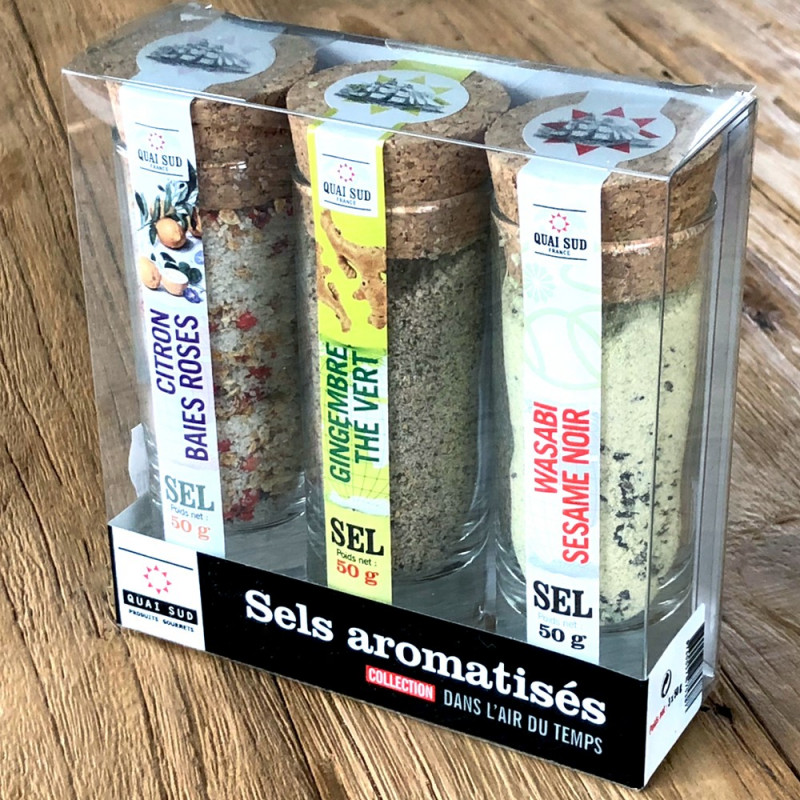 QUAI SUD
FRANCE
CITRON
BAIES ROSES
SEL
Poids net :
50 g
QUAI SUD
FRANCE
GINGEMBRE
THE VERT
SEL
Poids net :
50 g
QUAI SUD
FRANCE
WASABI
SESAME NOIR
SEL
Poids net
50 g
QUAI SUD
PRODUITS GOURMETS
Sels aromatisés
COLLECTION DANS L'AIR DU TEMPS